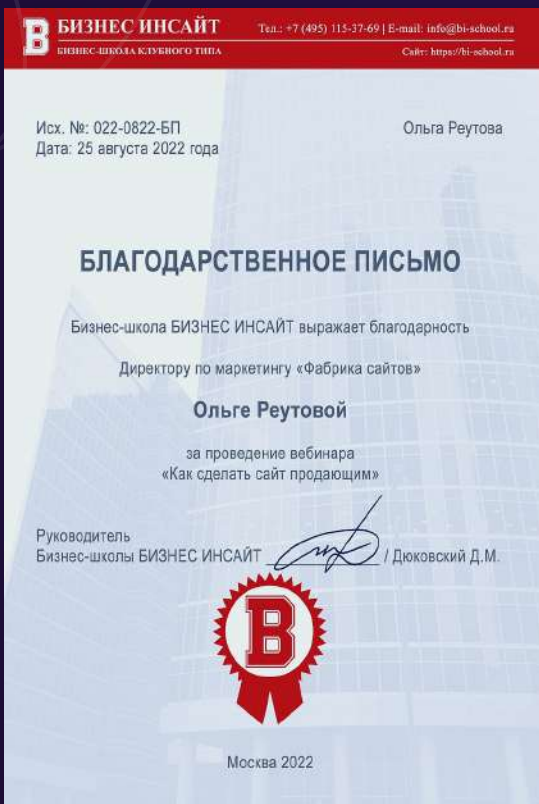 B БИЗНЕС ИНСАЙТ
БИЗНЕС-ШКОЛА КЛУБНОГО ТИПА
Тел.: +7 (495) 115-37-69 | E-mail: info@bi-school.ru
Сайт: https://bi-school.ru
Исх. №: 022-0822-БП
Дата: 25 августа 2022 года
Ольга Реутова
БЛАГОДАРСТВЕННОЕ ПИСЬМО
Бизнес-школа БИЗНЕС ИНСАЙТ выражает благодарность
Директору по маркетингу «Фабрика сайтов»
Ольге Реутовой
за проведение вебинара
«Как сделать сайт продающим»
Руководитель
Бизнес-школы БИЗНЕС ИНСАЙТ / Дюковский Д.М.
B
Москва 2022